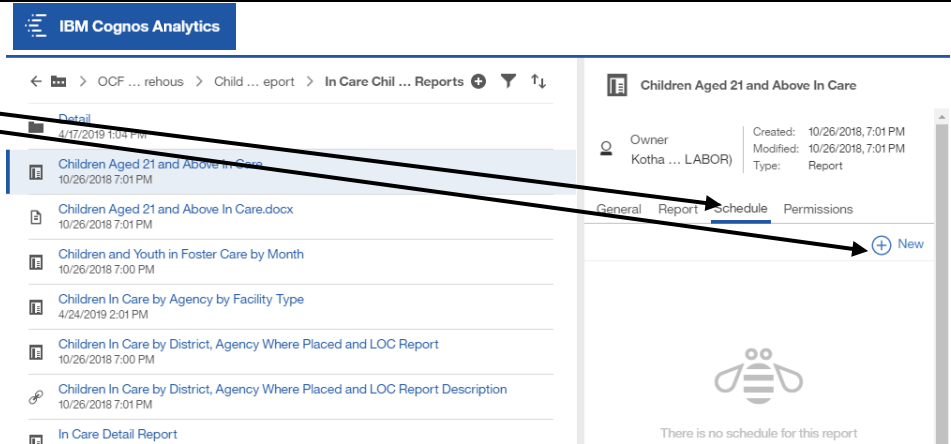 IBM Cognos Analytics
OCF ... rehous > Child ... eport > In Care Chil ... Reports
Detail
4/17/2019 1:04 PM
Children Aged 21 and Above In Care
10/26/2018 7:01 PM
Children Aged 21 and Above In Care.docx
10/26/2018 7:01 PM
Children and Youth in Foster Care by Month
10/26/2018 7:00 PM
Children In Care by Agency by Facility Type
4/24/2019 2:01 PM
Children In Care by District, Agency Where Placed and LOC Report
10/26/2018 7:00 PM
Children In Care by District, Agency Where Placed and LOC Report Description
10/26/2018 7:01 PM
In Care Detail Report
Children Aged 21 and Above In Care
Owner
Kotha ... LABOR)
Created: 10/26/2018, 7:01 PM
Modified: 10/26/2018, 7:01 PM
Type: Report
General Report Schedule Permissions
New
There is no schedule for this report